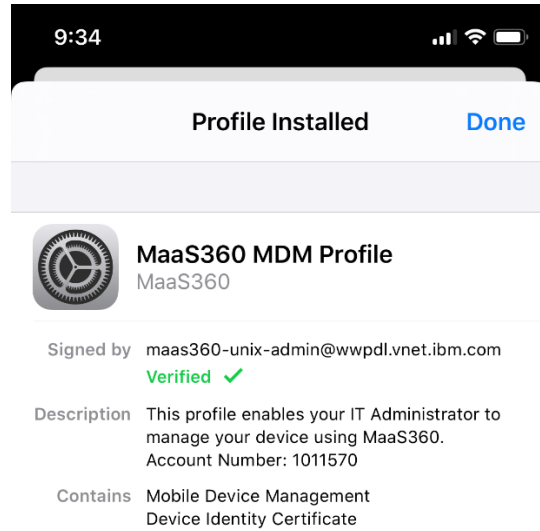 9:34
Profile Installed
Done
MaaS360 MDM Profile
MaaS360
Signed by maas360-unix-admin@wwpdl.vnet.ibm.com
Verified ✓
Description This profile enables your IT Administrator to
manage your device using MaaS360.
Account Number: 1011570
Contains Mobile Device Management
Device Identity Certificate